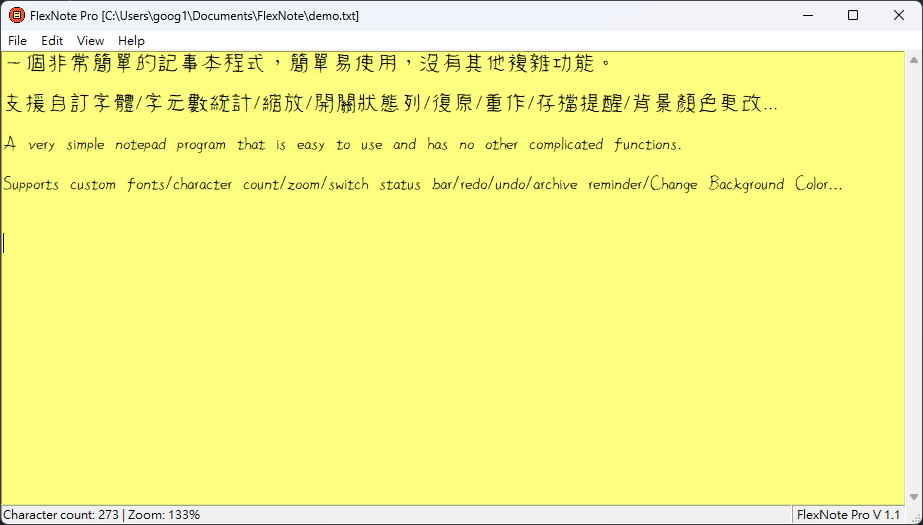 FlexNote Pro [C:\Users\goog1\Documents\FlexNote\demo.txt]
File Edit View Help
一個非常簡單的記事本程式，簡單易使用，沒有其他複雜功能。
支援自訂字體/字元數統計/縮放/開關狀態列/復原/重作/存檔提醒/背景顏色更改...
A very simple notepad program that is easy to use and has no other complicated functions.
Supports custom fonts/character count/zoom/switch status bar/redo/undo/archive reminder/Change Background Color...
Character count: 273 | Zoom: 133% FlexNote Pro V 1.1